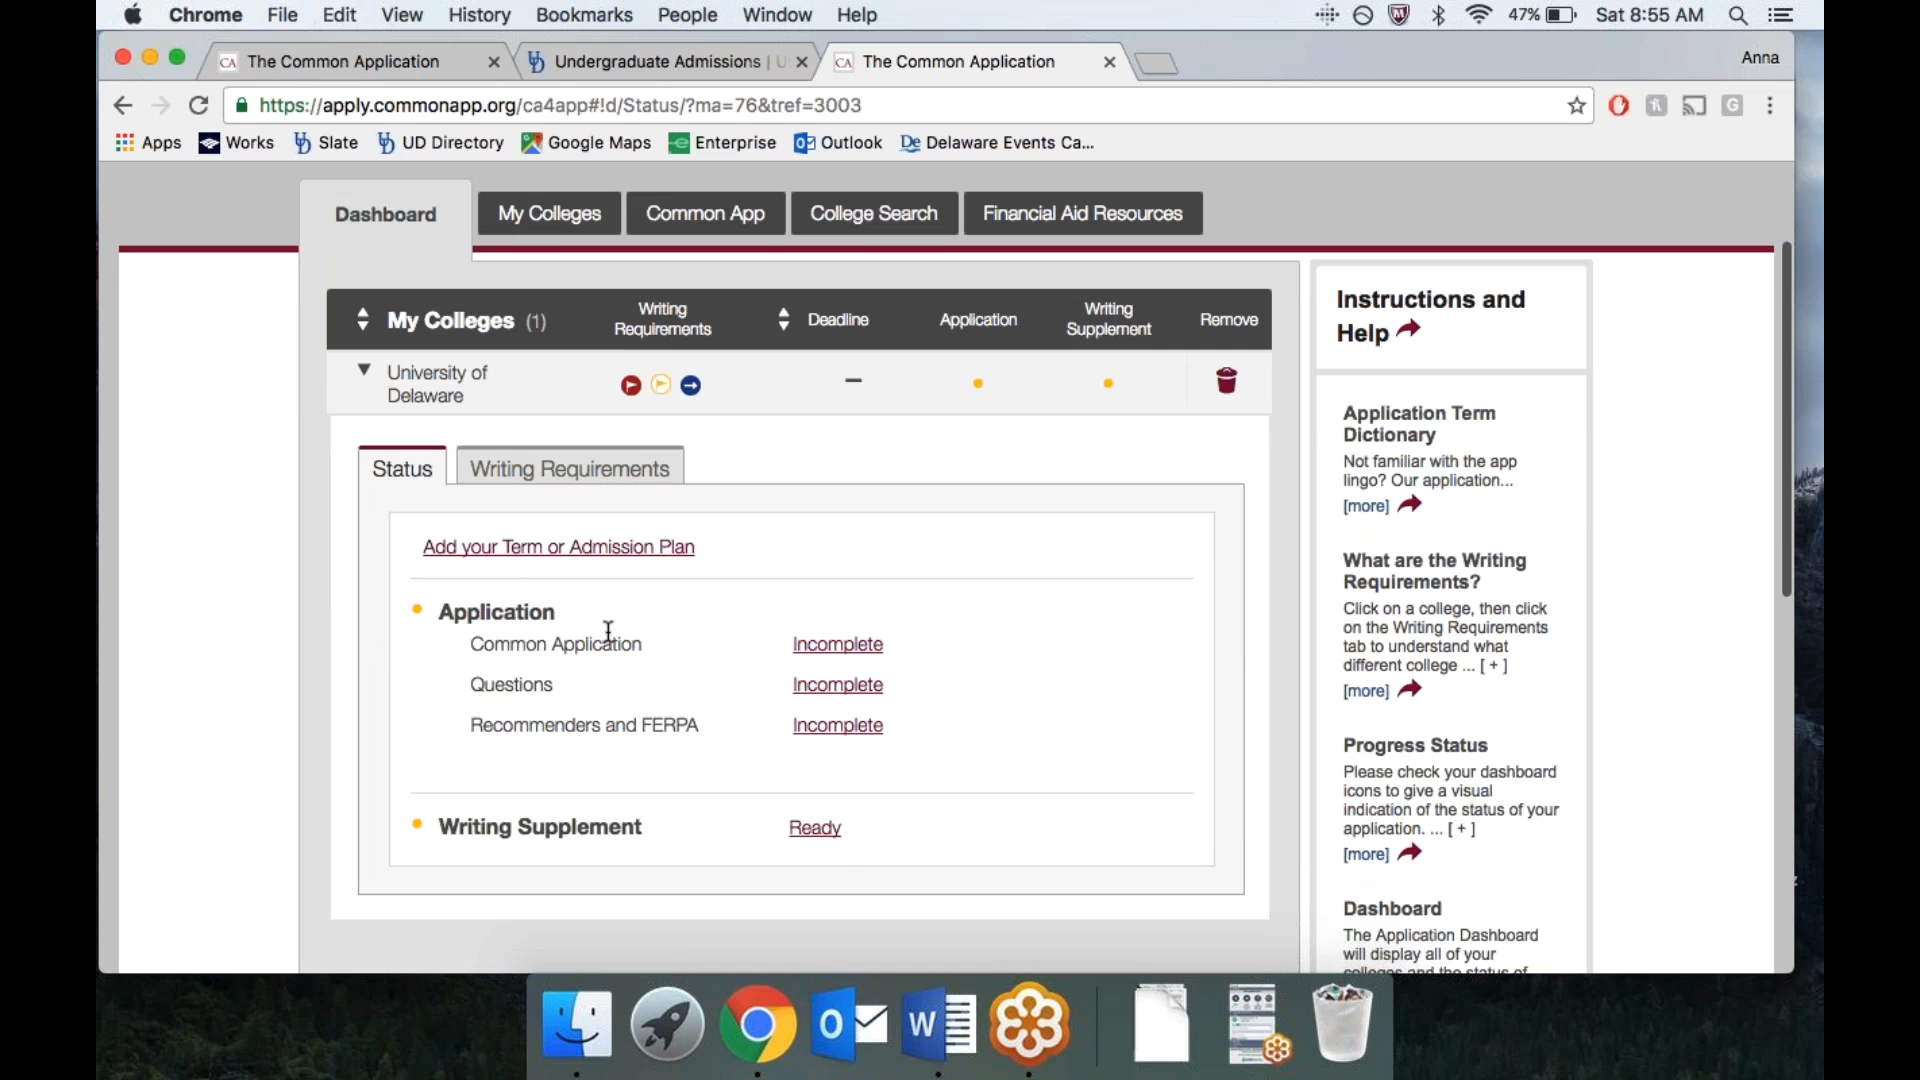 Chrome File Edit View History Bookmarks People Window Help 47% Sat 8:55 AM
CA The Common Application Undergraduate Admissions | U CA The Common Application Anna
https://apply.commonapp.org/ca4app#!d/Status/?ma=76&tref=3003
Apps Works Slate UD Directory Google Maps Enterprise Outlook De Delaware Events Ca...
Dashboard My Colleges Common App College Search Financial Aid Resources
My Colleges (1) Writing Requirements Deadline Application Writing Supplement Remove
University of
Delaware
Status Writing Requirements
Add your Term or Admission Plan
Application
Common Application Incomplete
Questions Incomplete
Recommenders and FERPA Incomplete
Writing Supplement Ready
Instructions and
Help
Application Term
Dictionary
Not familiar with the app
lingo? Our application...
[more]
What are the Writing
Requirements?
Click on a college, then click
on the Writing Requirements
tab to understand what
different college ... [ + ]
[more]
Progress Status
Please check your dashboard
icons to give a visual
indication of the status of your
application. ... [ + ]
[more]
Dashboard
The Application Dashboard
will display all of your
colleges and the status of